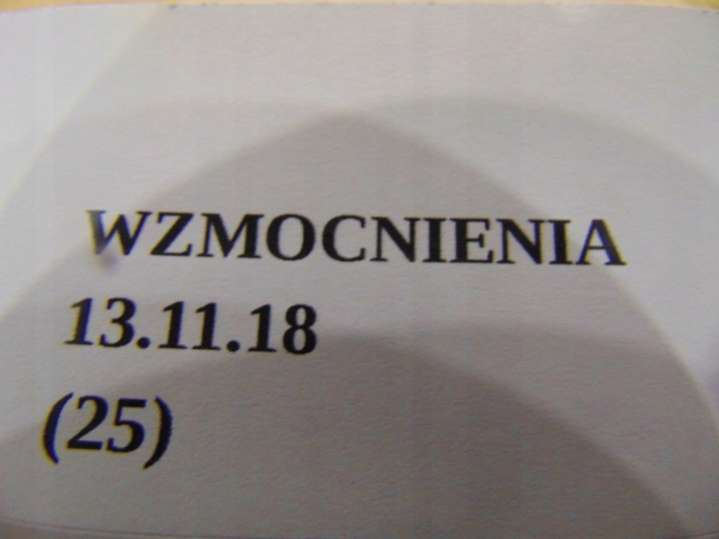 WZMOCNIENIA
13.11.18
(25)